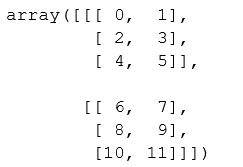 array([[[ 0,  1],
        [ 2,  3],
        [ 4,  5]],

       [[ 6,  7],
        [ 8,  9],
        [10, 11]]])